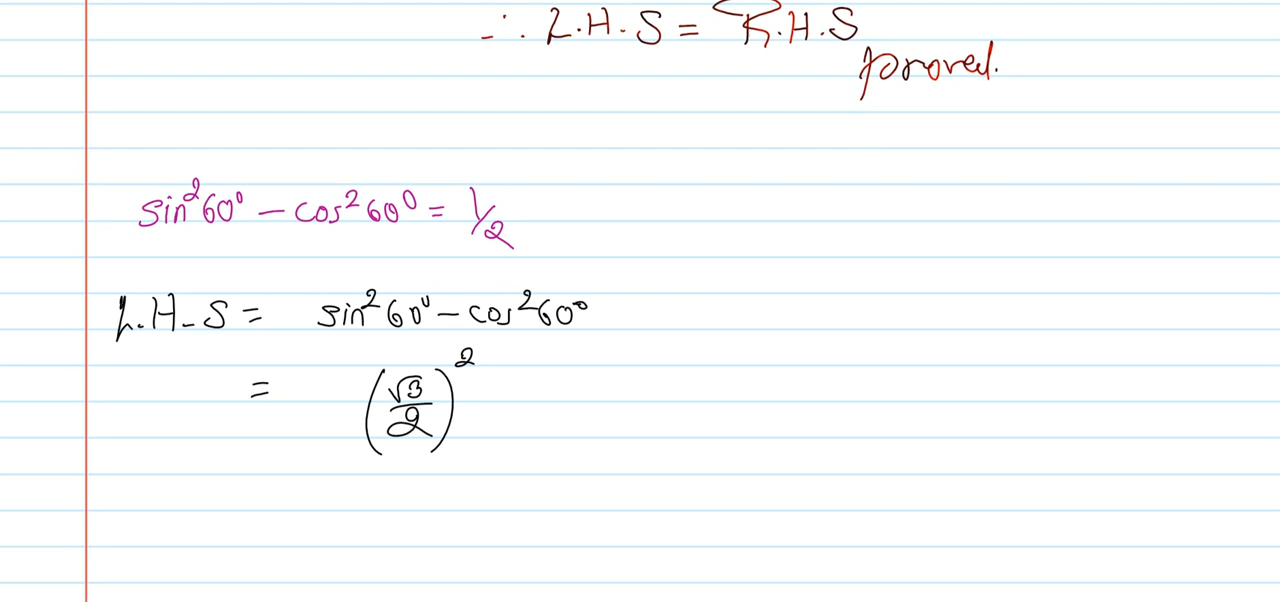 ∴ L.H.S = R.H.S
proved.
sin²60° − cos²60° = 1/2
L.H.S = sin²60° − cos²60°
= (√3/2)²